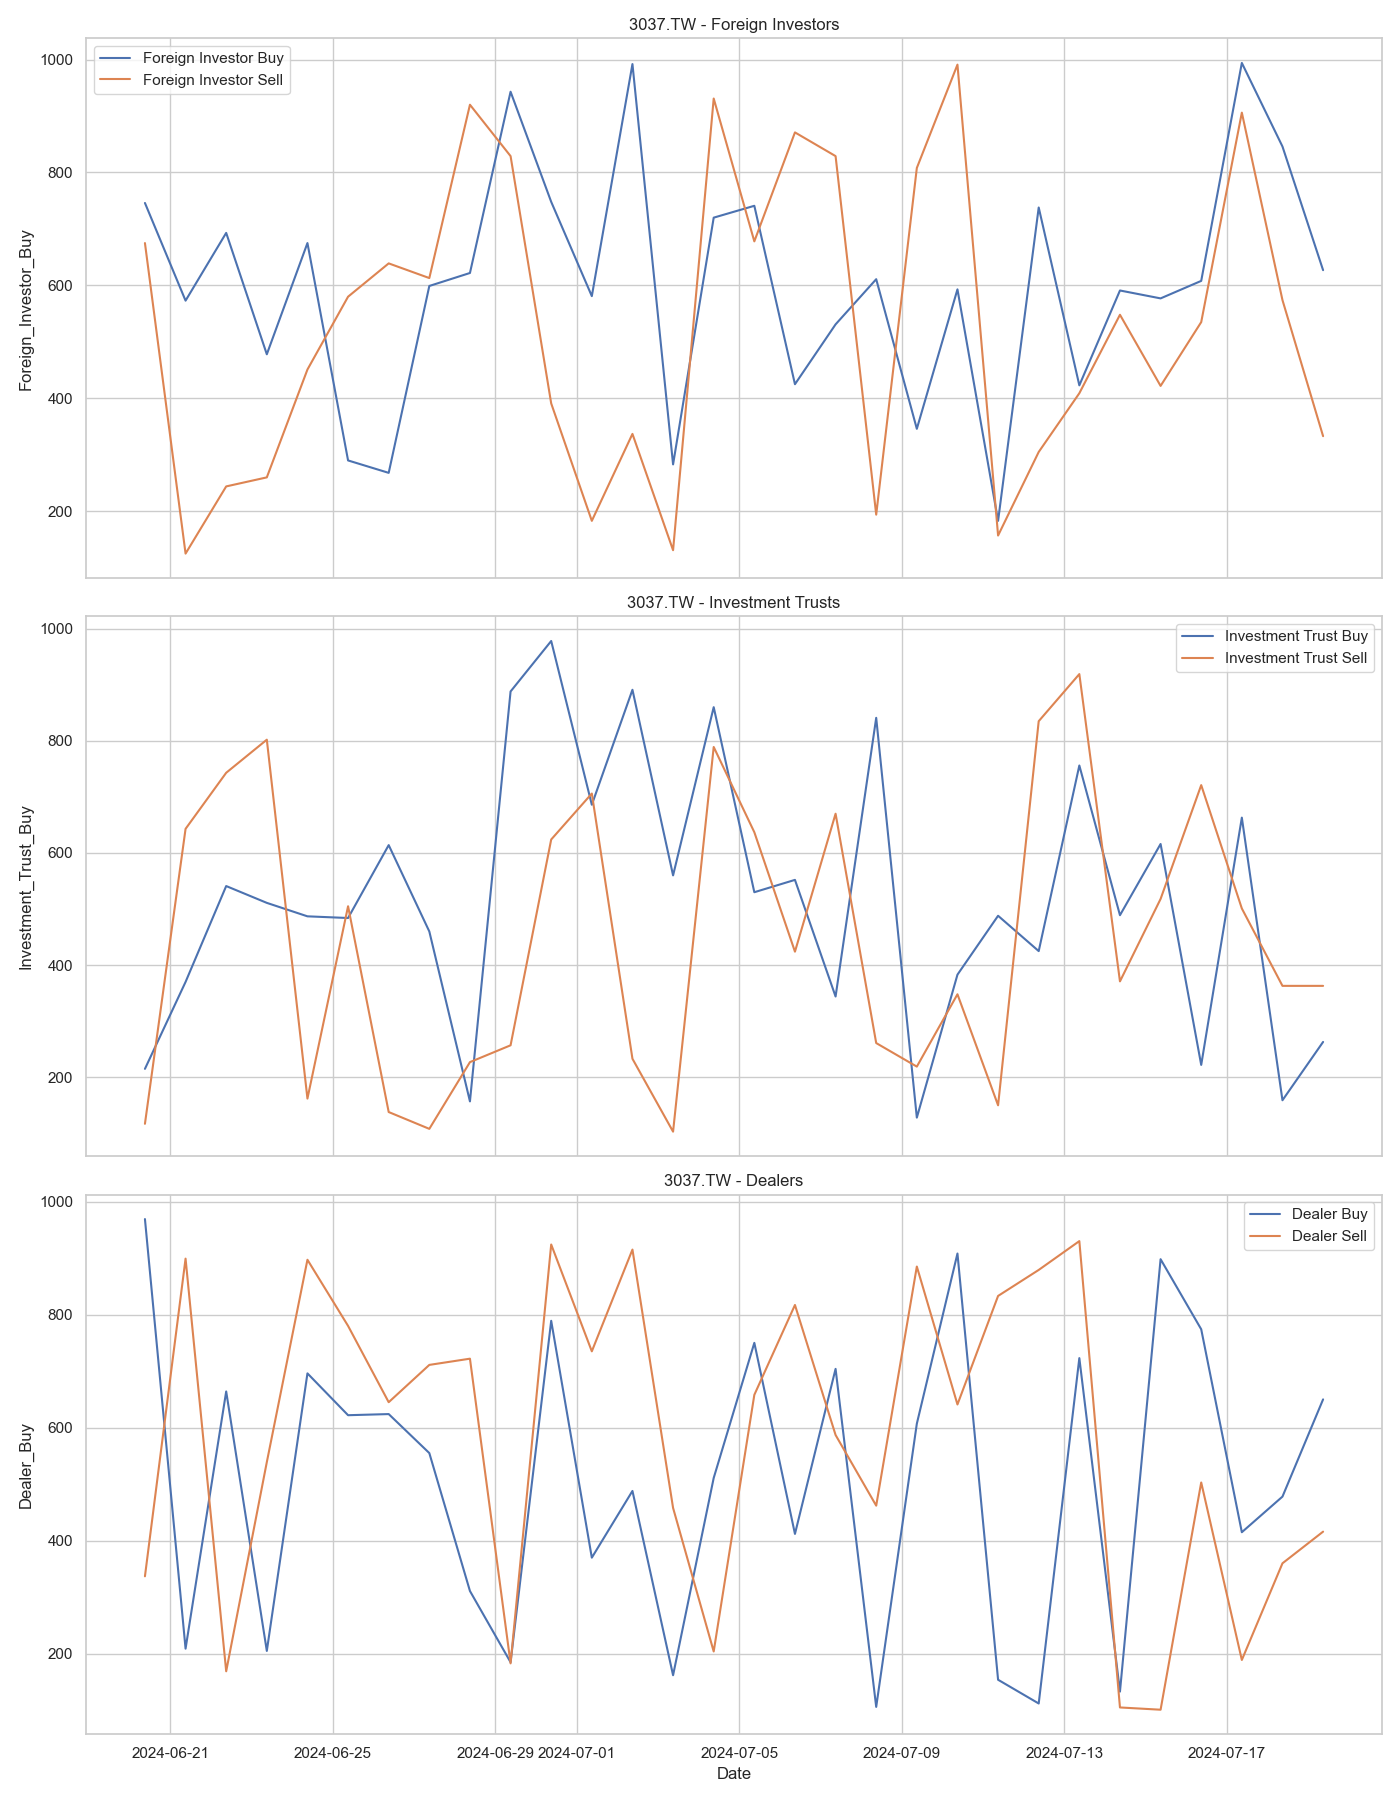 3037.TW - Foreign Investors
Foreign Investor Buy
Foreign Investor Sell
1000
800
600
400
200
Foreign_Investor_Buy
3037.TW - Investment Trusts
Investment Trust Buy
Investment Trust Sell
1000
800
600
400
200
Investment_Trust_Buy
3037.TW - Dealers
Dealer Buy
Dealer Sell
1000
800
600
400
200
Dealer_Buy
2024-06-21 2024-06-25 2024-06-29 2024-07-01 2024-07-05 2024-07-09 2024-07-13 2024-07-17
Date